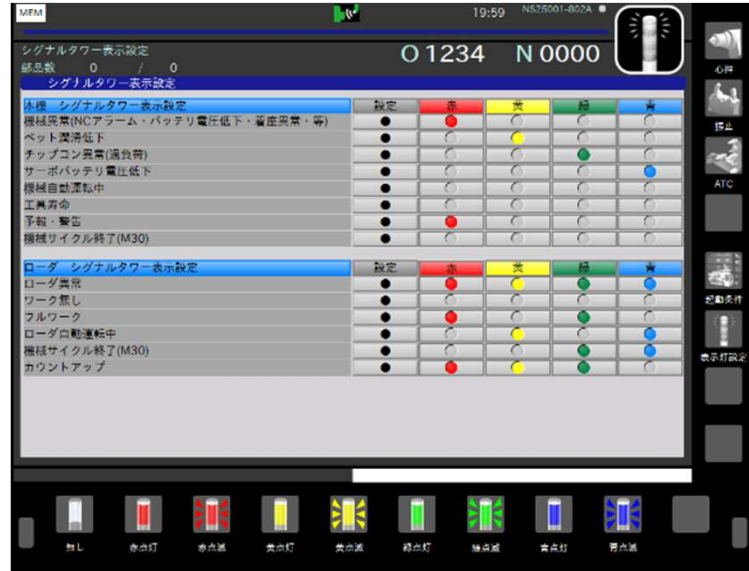 MEM
19:59
NS25001-802A
シグナルタワー表示設定
部品数 0 / 0
O 1234 N 0000
シグナルタワー表示設定
本機 シグナルタワー表示設定 設定 赤 黄 緑 青
機械異常(NCアラーム・バッテリ電圧低下・着座異常・等)
ベット潤滑低下
チップコン異常(過負荷)
サーボバッテリ電圧低下
機械自動運転中
工具寿命
予報・警告
機械サイクル終了(M30)
ローダ シグナルタワー表示設定 設定 赤 黄 緑 青
ローダ異常
ワーク無し
フルワーク
ローダ自動運転中
機械サイクル終了(M30)
カウントアップ
心押
振止
ATC
起動条件
表示灯設定
無し 赤点灯 赤点滅 黄点灯 黄点滅 緑点灯 緑点滅 青点灯 青点滅